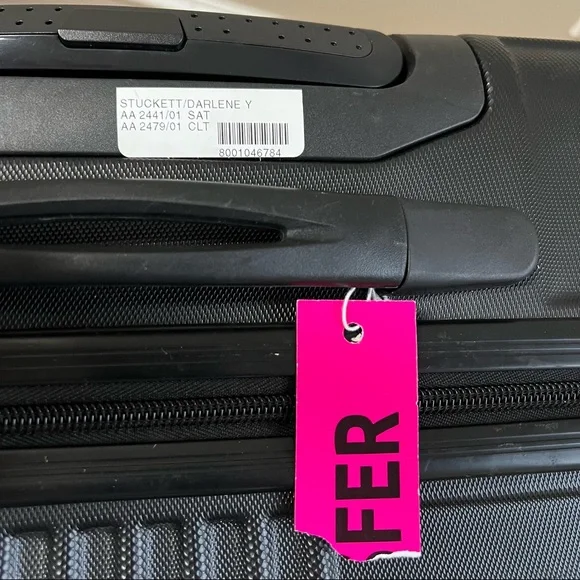 STUCKETT/DARLENE Y
AA 2441/01 SAT
AA 2479/01 CLT
8001046784
FER